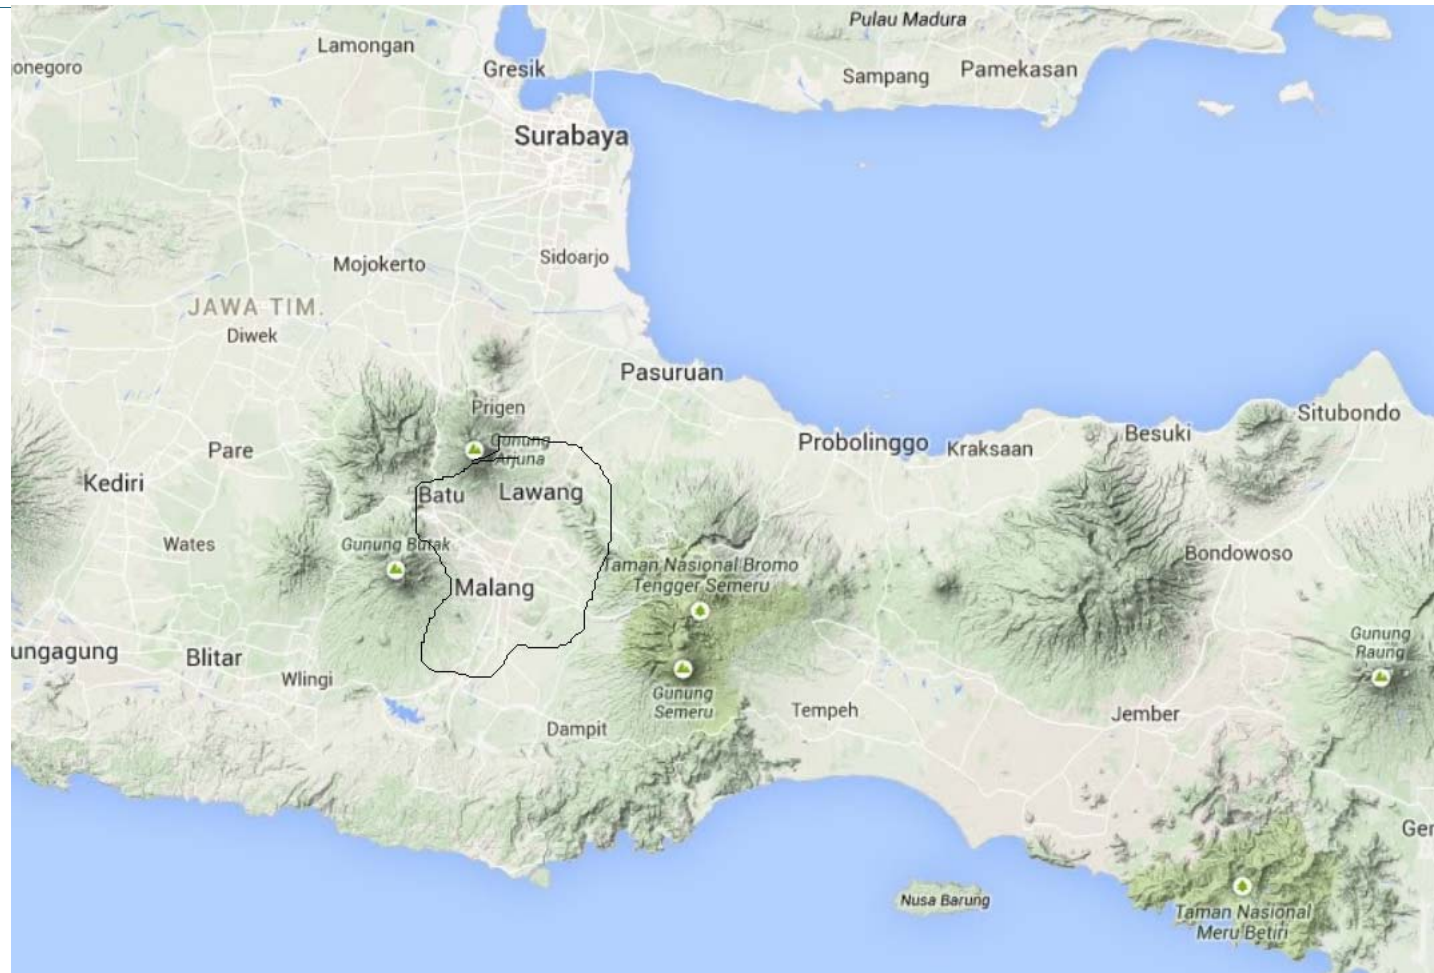 Pulau Madura
Lamongan
onegoro
Gresik
Sampang
Pamekasan
Surabaya
Sidoarjo
Mojokerto
JAWA TIM.
Diwek
Pasuruan
Prigen
Situbondo
Gunung
Arjuna
Probolinggo
Kraksaan
Besuki
Pare
Kediri
Batu
Lawang
Wates
Gunung Butak
Bondowoso
Taman Nasional Bromo
Tengger Semeru
Malang
Gunung
Raung
ungagung
Blitar
Wlingi
Gunung
Semeru
Tempeh
Jember
Dampit
Ger
Nusa Barung
Taman Nasional
Meru Betiri